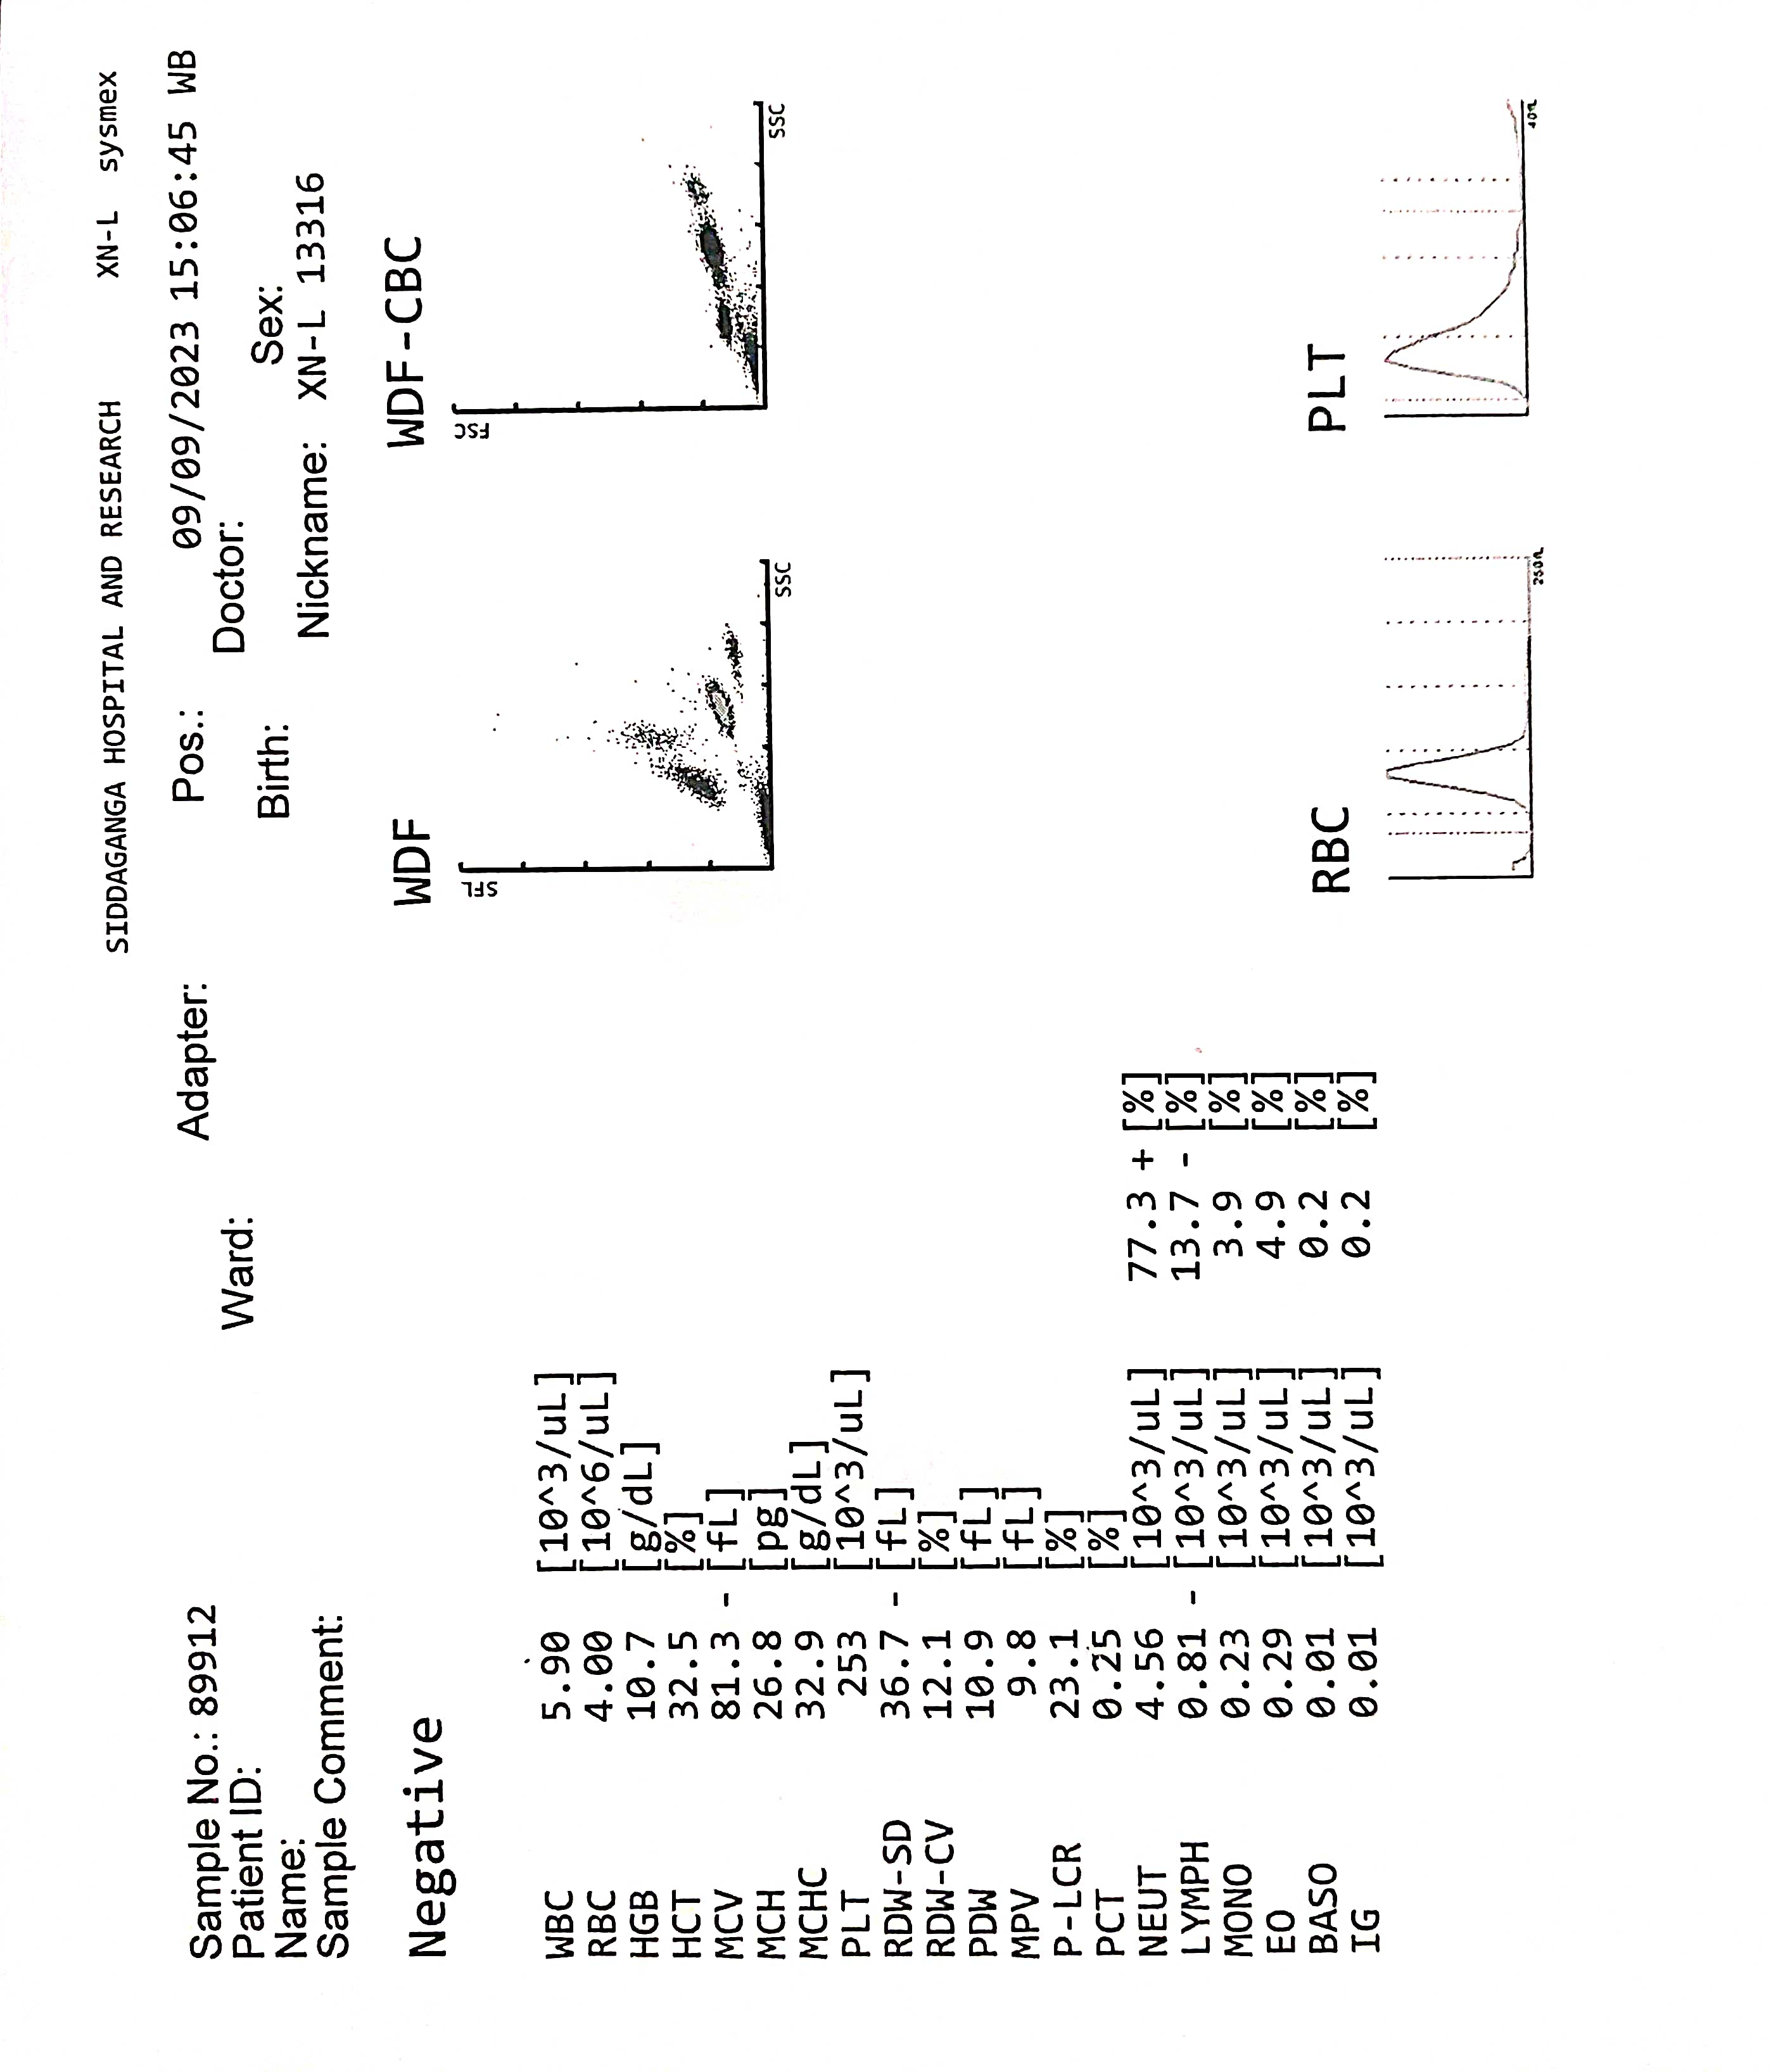 SIDDAGANGA HOSPITAL AND RESEARCH XN-L sysmex
Sample No.: 89912 Adapter: Pos.: 09/09/2023 15:06:45 WB
Patient ID: Ward: Doctor:
Name: Birth: Sex:
Sample Comment: Nickname: XN-L 13316
Negative WDF WDF-CBC
SFL FSC
WBC 5.90 [10^3/uL]
RBC 4.00 [10^6/uL]
HGB 10.7 [g/dL]
HCT 32.5 [%]
MCV 81.3 - [fL]
MCH 26.8 [pg]
MCHC 32.9 [g/dL]
PLT 253 [10^3/uL]
RDW-SD 36.7 - [fL]
RDW-CV 12.1 [%]
PDW 10.9 [fL]
MPV 9.8 [fL]
P-LCR 23.1 [%]
PCT 0.25 [%]
NEUT 4.56 [10^3/uL] 77.3 + [%]
LYMPH 0.81 - [10^3/uL] 13.7 - [%]
MONO 0.23 [10^3/uL] 3.9 [%]
EO 0.29 [10^3/uL] 4.9 [%]
BASO 0.01 [10^3/uL] 0.2 [%]
IG 0.01 [10^3/uL] 0.2 [%]
SSC SSC
RBC PLT